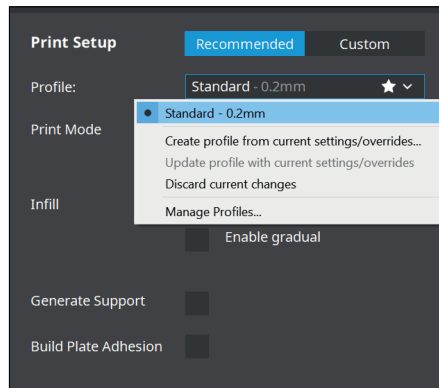 Print Setup
Recommended
Custom
Profile:
Standard - 0.2mm
Standard - 0.2mm
Print Mode
Create profile from current settings/overrides...
Update profile with current settings/overrides
Discard current changes
Infill
Manage Profiles...
Enable gradual
Generate Support
Build Plate Adhesion